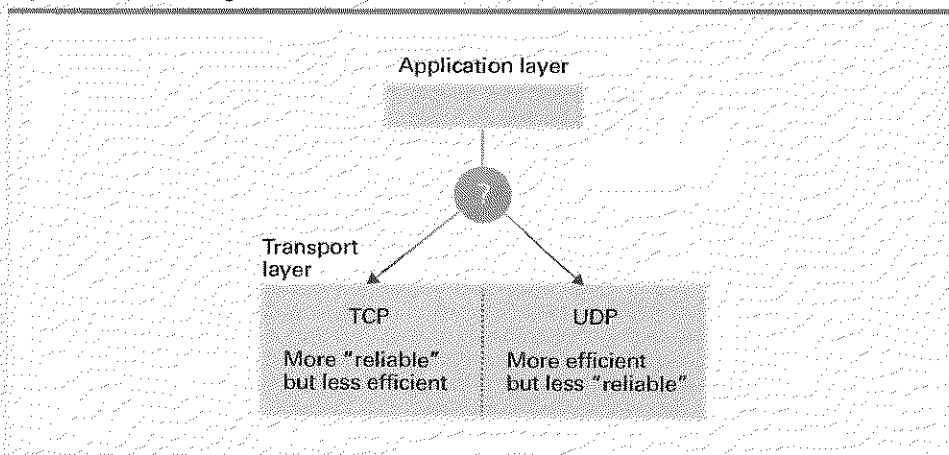 Application layer
?
Transport
layer
TCP
More "reliable"
but less efficient
UDP
More efficient
but less "reliable"